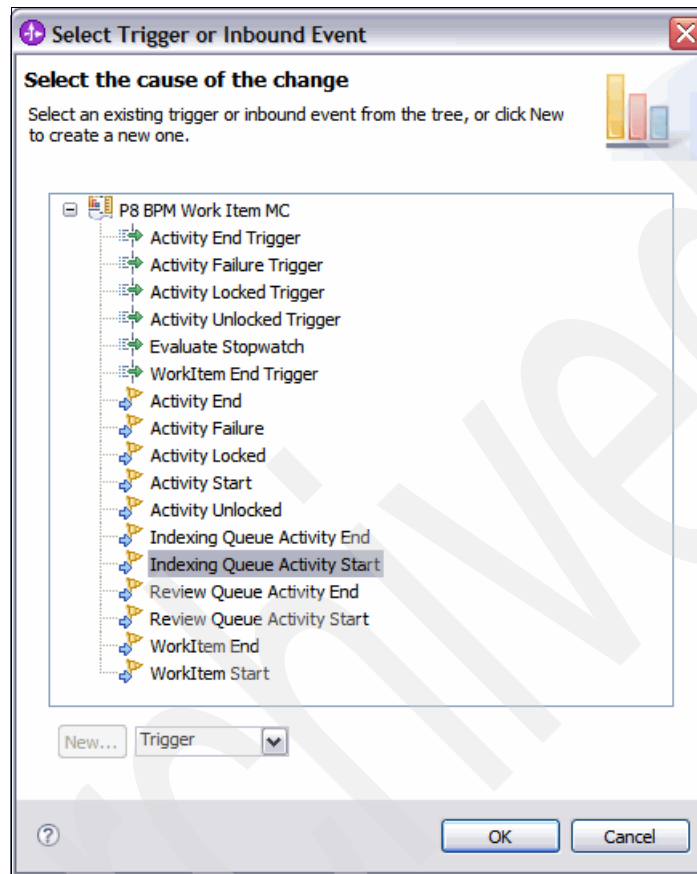 Select Trigger or Inbound Event
Select the cause of the change
Select an existing trigger or inbound event from the tree, or click New
to create a new one.
P8 BPM Work Item MC
Activity End Trigger
Activity Failure Trigger
Activity Locked Trigger
Activity Unlocked Trigger
Evaluate Stopwatch
WorkItem End Trigger
Activity End
Activity Failure
Activity Locked
Activity Start
Activity Unlocked
Indexing Queue Activity End
Indexing Queue Activity Start
Review Queue Activity End
Review Queue Activity Start
WorkItem End
WorkItem Start
New... Trigger
? OK Cancel